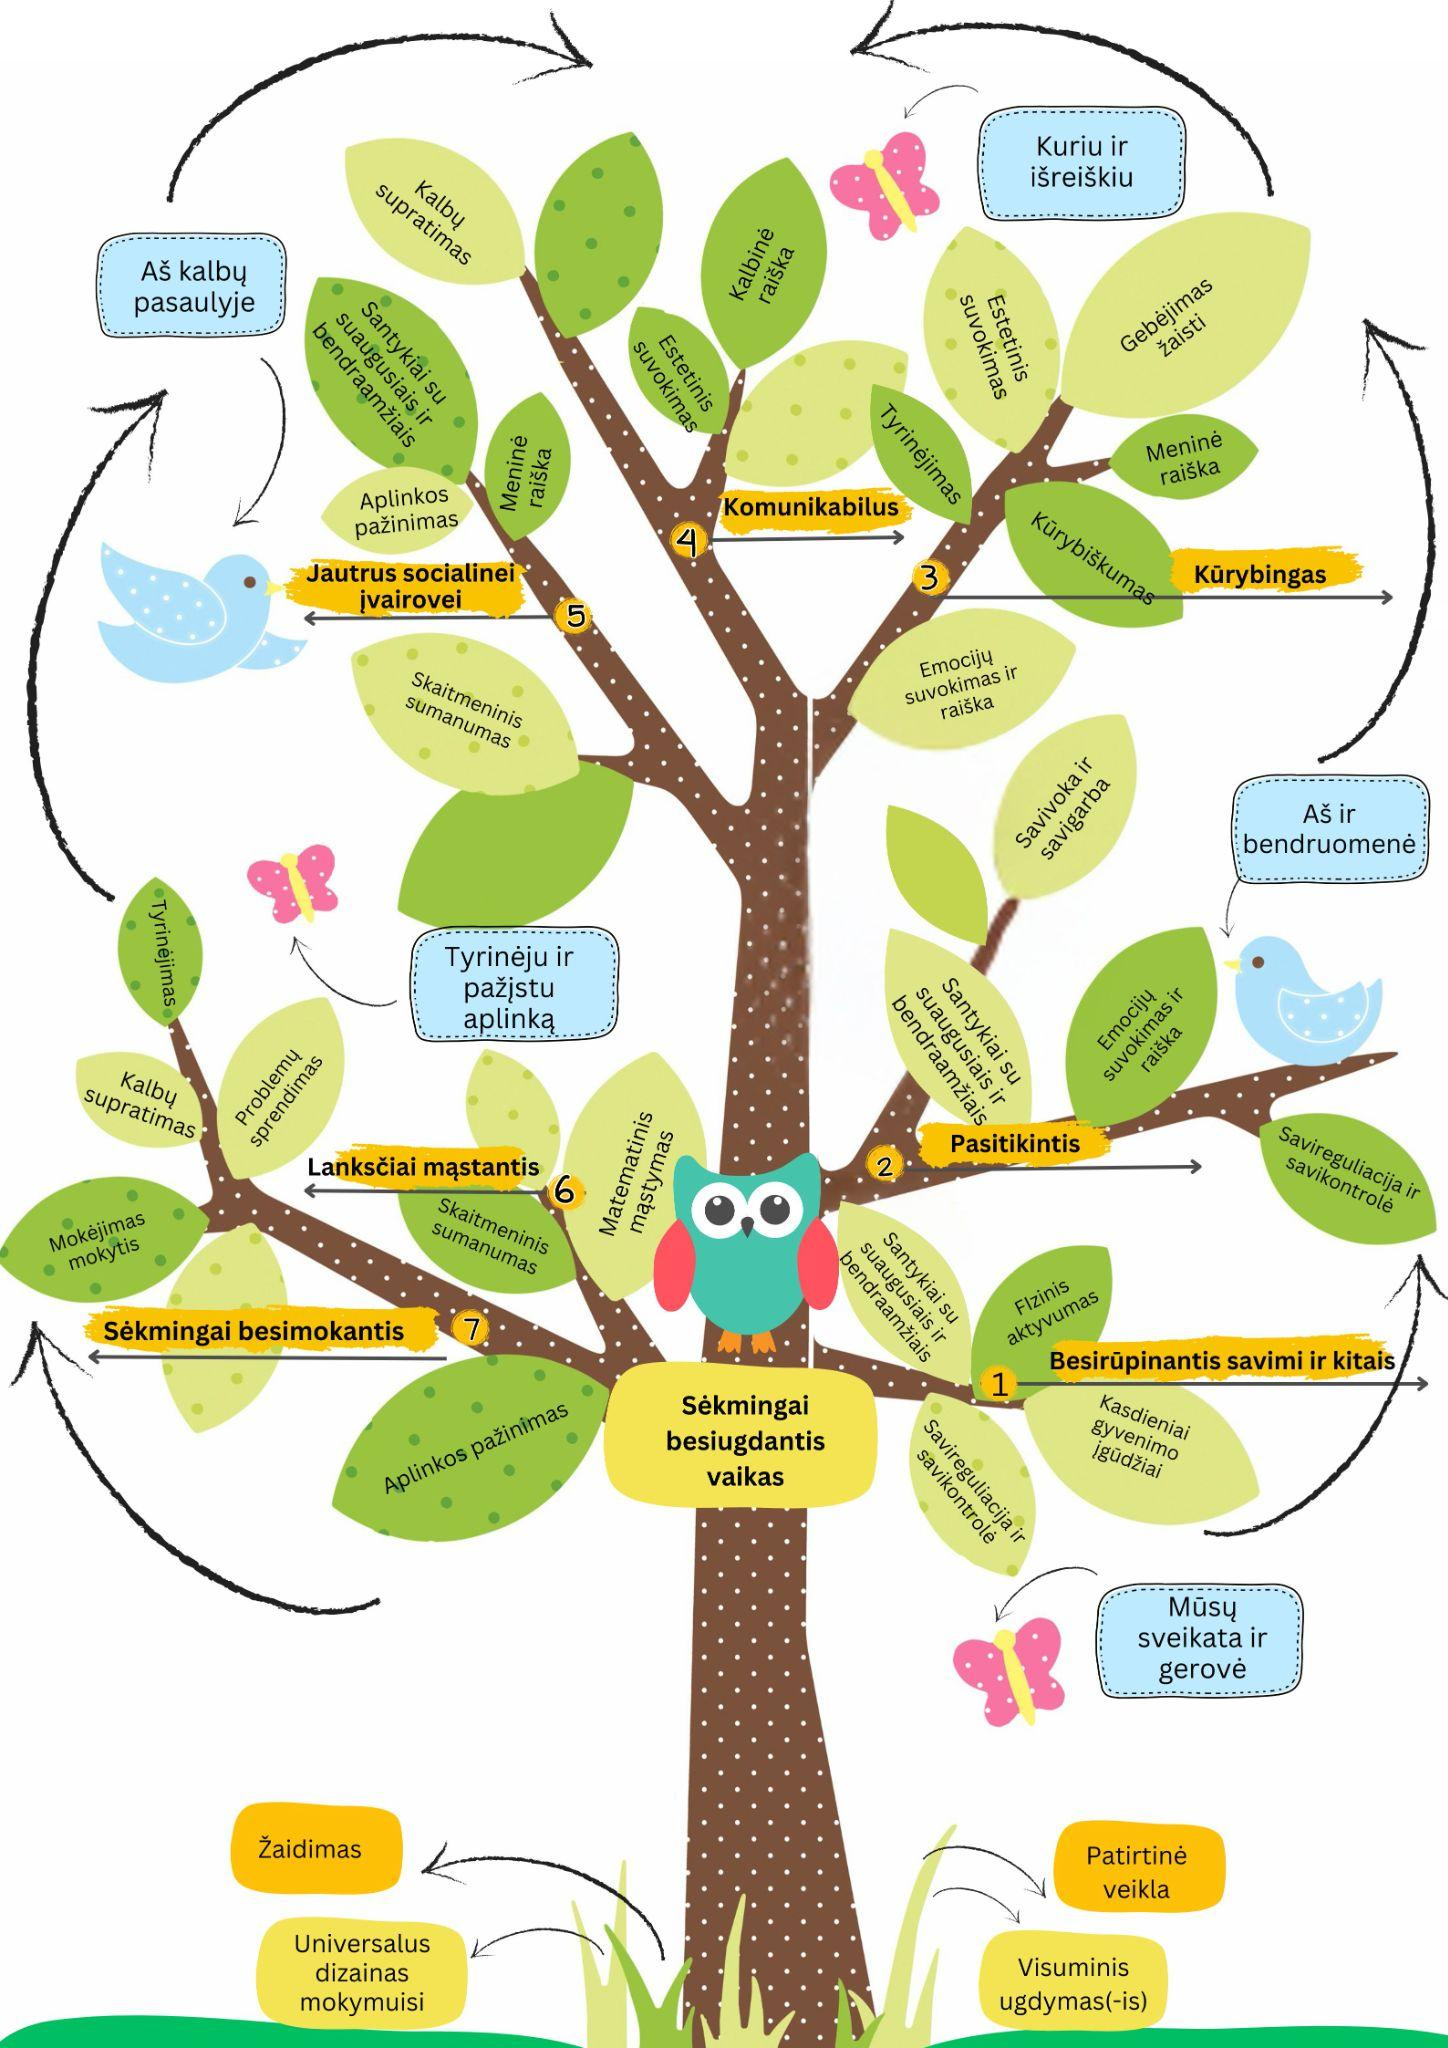 Kuriu ir
išreiškiu
Kalbų
supratimas
Kalbinė
raiška
Aš kalbų
pasaulyje
Santykiai su
suaugusiais ir
bendraamžiais
Estetinis
suvokimas
Estetinis
suvokimas
Gebėjimas
žaisti
Meninė
raiška
Aplinkos
pažinimas
Tyrinėjimas
Meninė
raiška
Komunikabilus
4
3
Kūrybiškumas
Kūrybingas
Jautrus socialinei
įvairovei
5
Skaitmeninis
sumanumas
Emocijų
suvokimas ir
raiška
Savivoka ir
savigarba
Aš ir
bendruomenė
Tyrinėjimas
Tyrinėju ir
pažįstu
aplinką
Santykiai su
suaugusiais ir
bendraamžiais
Emocijų
suvokimas ir
raiška
Kalbų
supratimas
Problemų
sprendimas
Matematinis
mąstymas
Lanksčiai mąstantis
6
2
Pasitikintis
Savireguliacija ir
savikontrolė
Mokėjimas
mokytis
Skaitmeninis
sumanumas
Santykiai su
suaugusiais ir
bendraamžiais
FIzinis
aktyvumas
Sėkmingai besimokantis
7
1
Besirūpinantis savimi ir kitais
Aplinkos pažinimas
Sėkmingai
besiugdantis
vaikas
Savireguliacija ir
savikontrolė
Kasdieniai
gyvenimo
įgūdžiai
Mūsų
sveikata ir
gerovė
Žaidimas
Patirtinė
veikla
Universalus
dizainas
mokymuisi
Visuminis
ugdymas(-is)